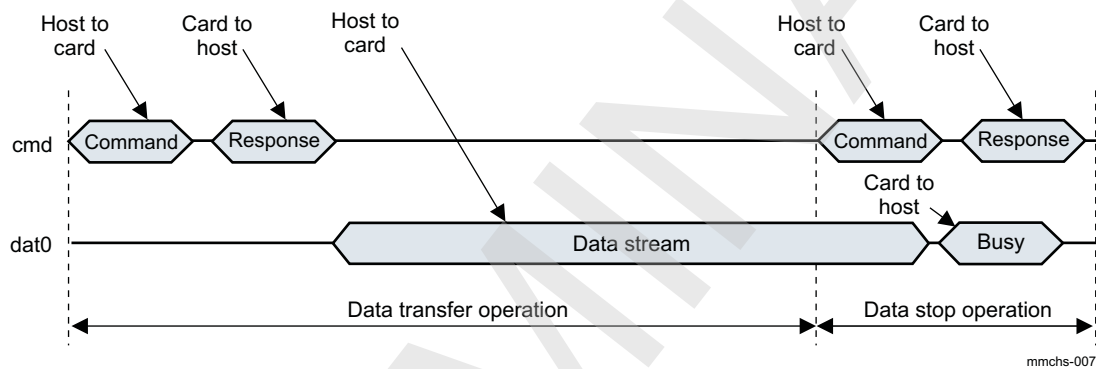 Host to
card
Card to
host
Host to
card
Host to
card
Card to
host
cmd
Command
Response
Command
Response
Card to
host
dat0
Data stream
Busy
Data transfer operation
Data stop operation
mmchs-007